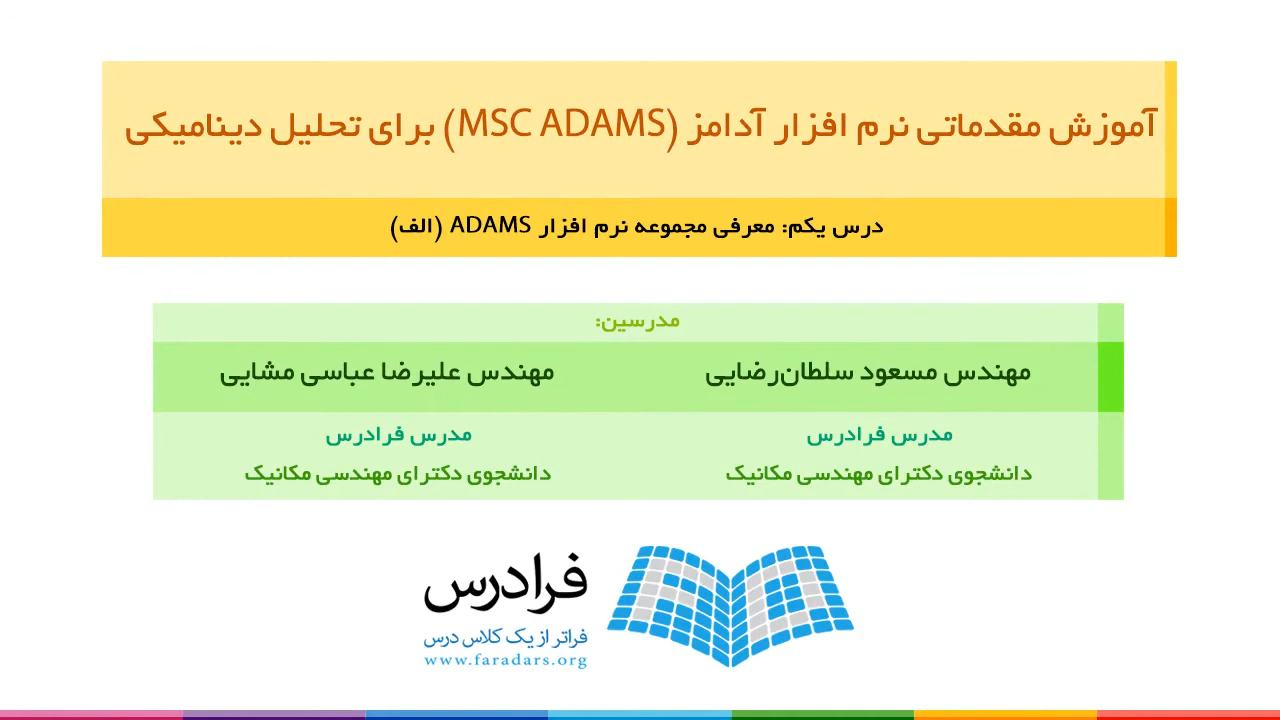 آموزش مقدماتی نرم افزار آدامز (MSC ADAMS) برای تحلیل دینامیکی
درس یکم: معرفی مجموعه نرم افزار ADAMS (الف)
مدرسین:
مهندس مسعود سلطان‌رضایی
مهندس علیرضا عباسی مشایی
مدرس فرادرس
مدرس فرادرس
دانشجوی دکترای مهندسی مکانیک
دانشجوی دکترای مهندسی مکانیک
فرادرس
فراتر از یک کلاس درس
www.faradars.org